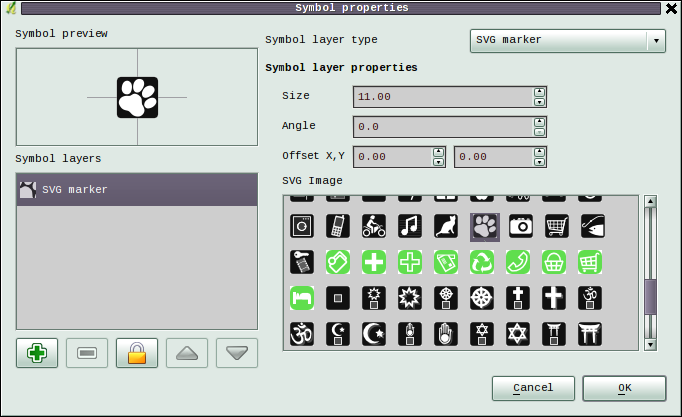 Symbol properties
Symbol preview
Symbol layers
SVG marker
Symbol layer type
SVG marker
Symbol layer properties
Size
11.00
Angle
0.0
Offset X,Y
0.00
0.00
SVG Image
Cancel
OK